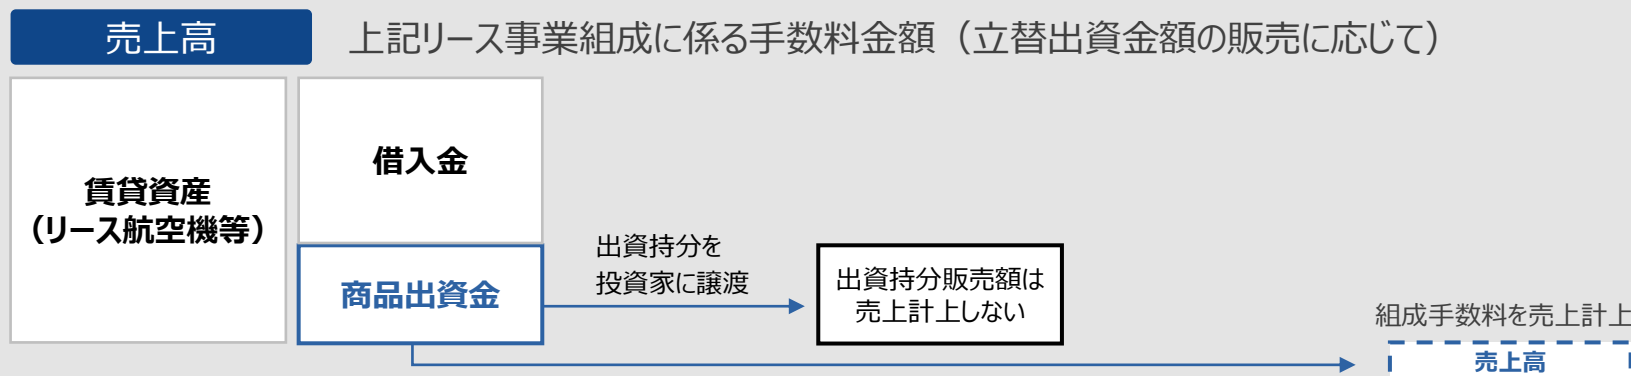 売上高
上記リース事業組成に係る手数料金額（立替出資金額の販売に応じて）
賃貸資産
（リース航空機等）
借入金
商品出資金
出資持分を
投資家に譲渡
出資持分販売額は
売上計上しない
組成手数料を売上計上
売上高